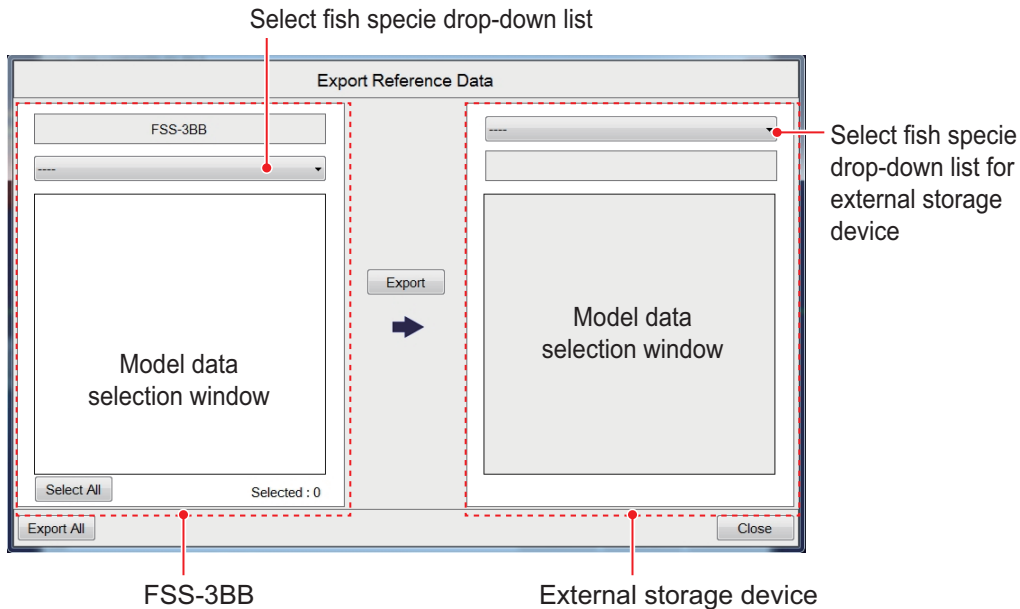 Select fish specie drop-down list
Export Reference Data
FSS-3BB
----
----
Select fish specie
drop-down list for
external storage
device
Export
Model data
selection window
Model data
selection window
Select All
Selected : 0
Export All
Close
FSS-3BB
External storage device